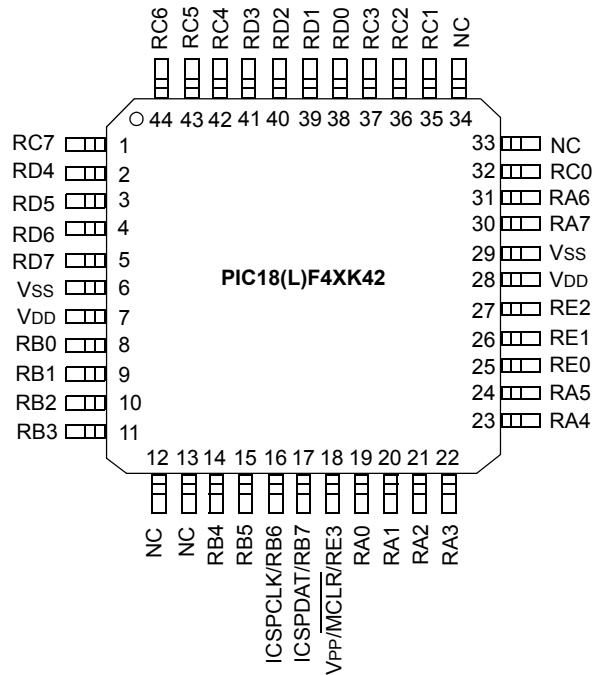 RC6
RC5
RC4
RD3
RD2
RD1
RD0
RC3
RC2
RC1
NC
44 43 42 41 40 39 38 37 36 35 34
RC7 1
RD4 2
RD5 3
RD6 4
RD7 5
VSS 6
VDD 7
RB0 8
RB1 9
RB2 10
RB3 11
PIC18(L)F4XK42
33 NC
32 RC0
31 RA6
30 RA7
29 VSS
28 VDD
27 RE2
26 RE1
25 RE0
24 RA5
23 RA4
12 13 14 15 16 17 18 19 20 21 22
NC
NC
RB4
RB5
ICSPCLK/RB6
ICSPDAT/RB7
VPP/MCLR/RE3
RA0
RA1
RA2
RA3